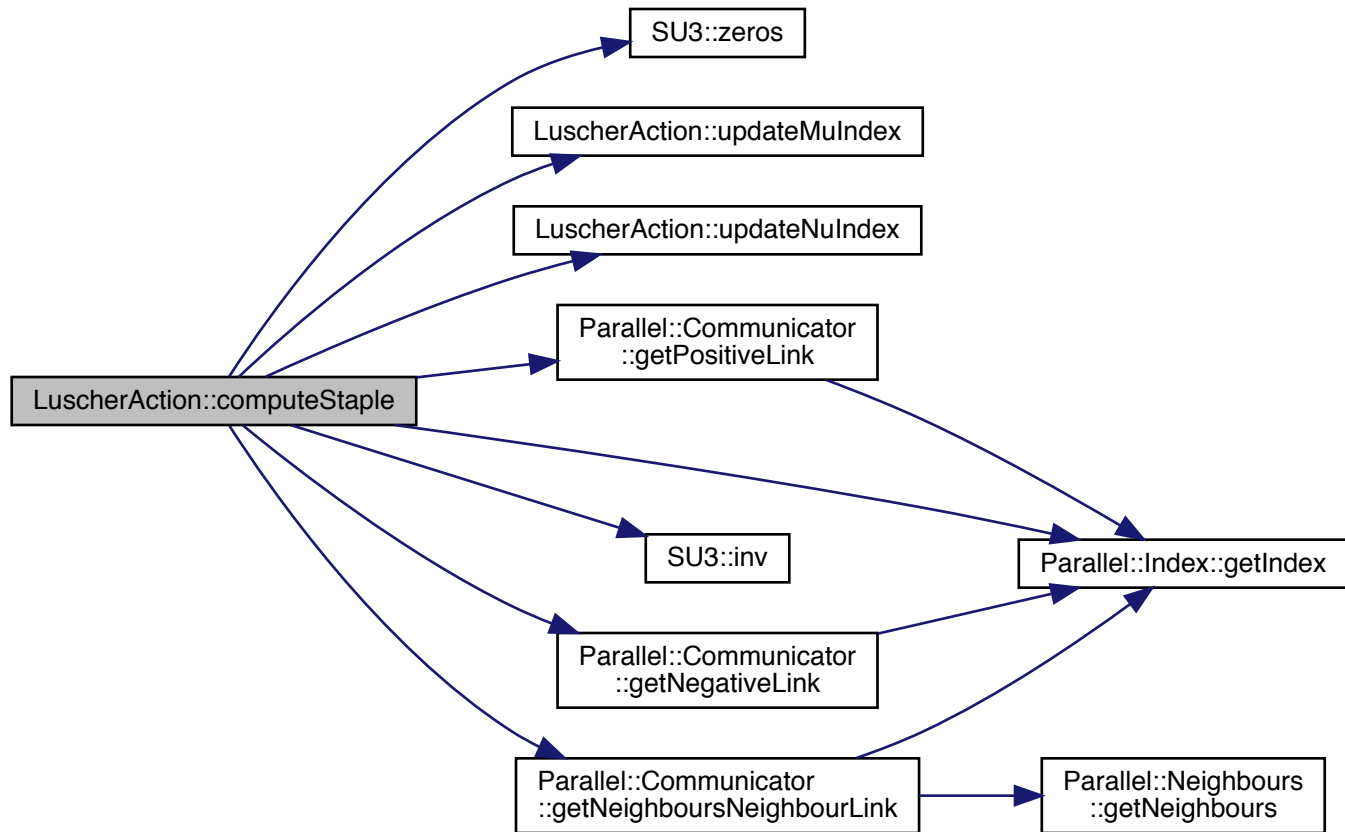 SU3::zeros
LuscherAction::updateMuIndex
LuscherAction::updateNuIndex
Parallel::Communicator
::getPositiveLink
LuscherAction::computeStaple
SU3::inv
Parallel::Index::getIndex
Parallel::Communicator
::getNegativeLink
Parallel::Communicator
::getNeighboursNeighbourLink
Parallel::Neighbours
::getNeighbours